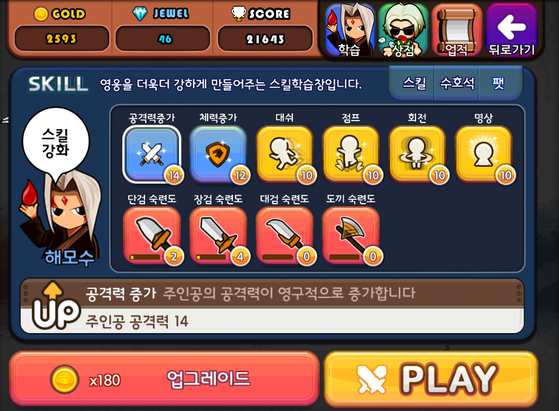 GOLD JEWEL SCORE
2593 46 21643
학습 상점 업적 뒤로가기
SKILL 영웅을 더욱더 강하게 만들어주는 스킬학습창입니다. 스킬 수호석 펫
스킬
강화
해모수
공격력증가 체력증가 대쉬 점프 회전 명상
14 12 10 10 10 10
단검 숙련도 장검 숙련도 대검 숙련도 도끼 숙련도
2 4 0 0
UP
공격력 증가 주인공의 공격력이 영구적으로 증가합니다
주인공 공격력 14
x180 업그레이드 PLAY